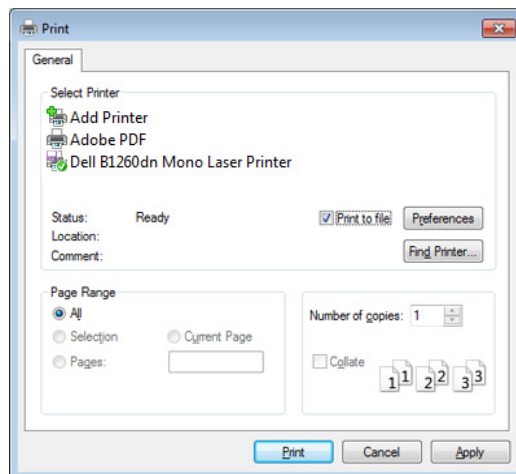 Print
General
Select Printer
Add Printer
Adobe PDF
Dell B1260dn Mono Laser Printer
Status: Ready
Print to file
Preferences
Location:
Comment:
Find Printer...
Page Range
All
Selection
Current Page
Pages:
Number of copies: 1
Collate
1 1 2 2 3 3
Print
Cancel
Apply